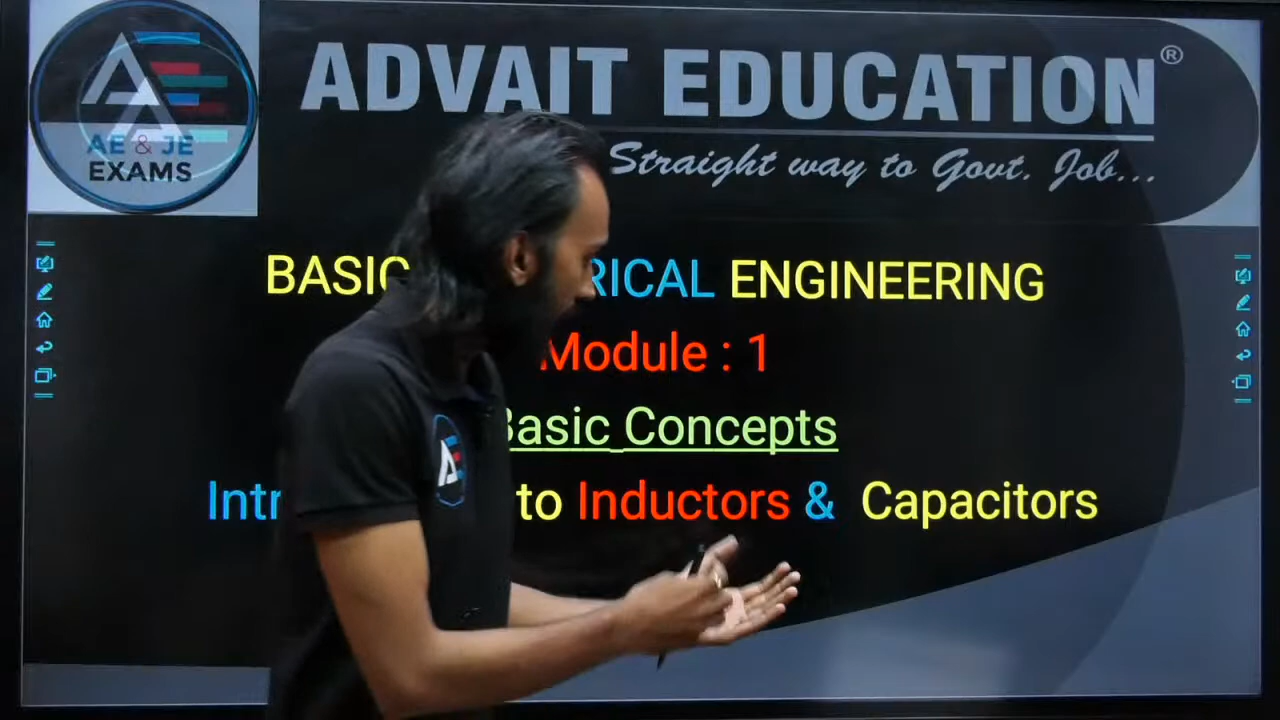 ADVAIT EDUCATION®
Straight way to Govt. Job...
AE & JE
EXAMS
BASIC RICAL ENGINEERING
Module : 1
Basic Concepts
Intr to Inductors & Capacitors